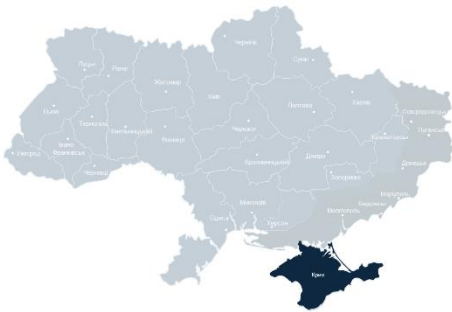 Чернігів
Суми
Луцьк
Рівне
Житомир
Київ
Львів
Тернопіль
Хмельницький
Вінниця
Івано
Франківськ
Чернівці
Ужгород
Полтава
Харків
Черкаси
Сєвєродонецьк
Краматорськ
Луганськ
Кропивницький
Дніпро
Донецьк
Запоріжжя
Маріуполь
Бердянськ
Мелітополь
Миколаїв
Одеса
Херсон
Крим